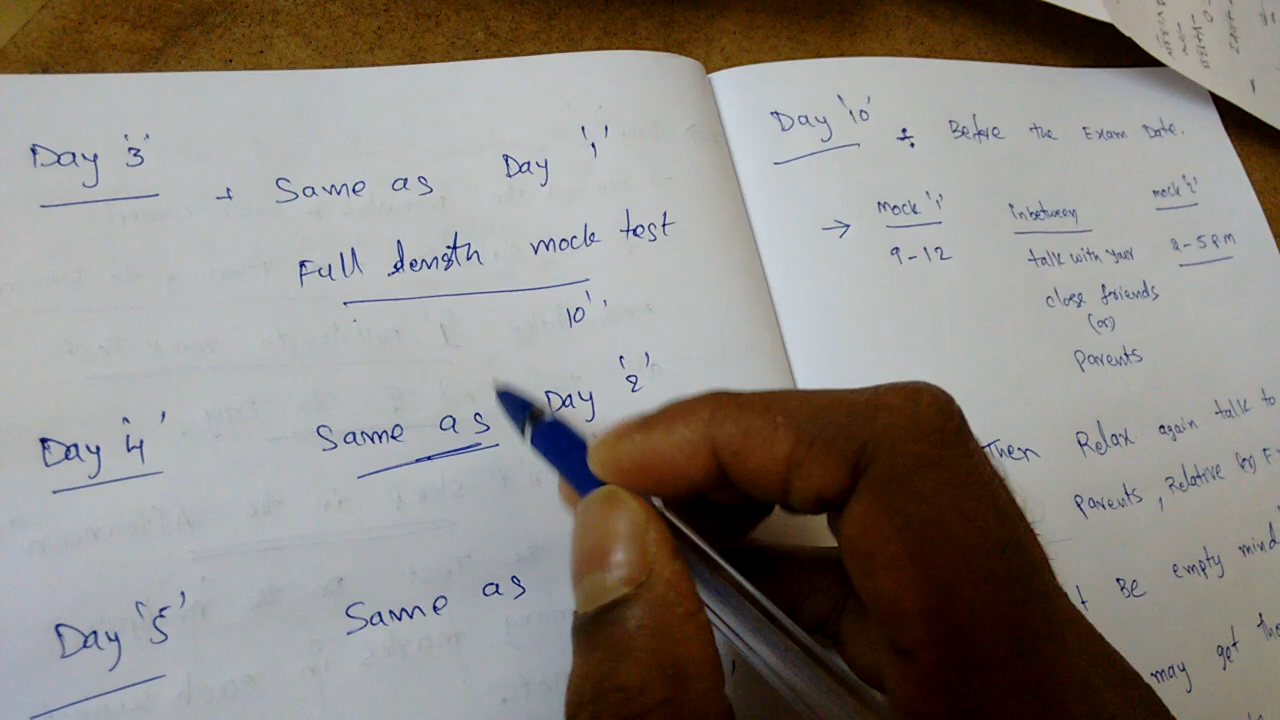 Day '3'
+ Same as Day '1'
Full length mock test
10''
Day '4' Same as Day '2'
Day '5' Same as
Day '10' ÷ Before the Exam Date.
→ Mock '1' inbetween mock '2'
9-12 talk with your 2-5 PM
close friends
(or)
Parents
Then Relax again talk to
Parents, Relative
Be empty mind
may get